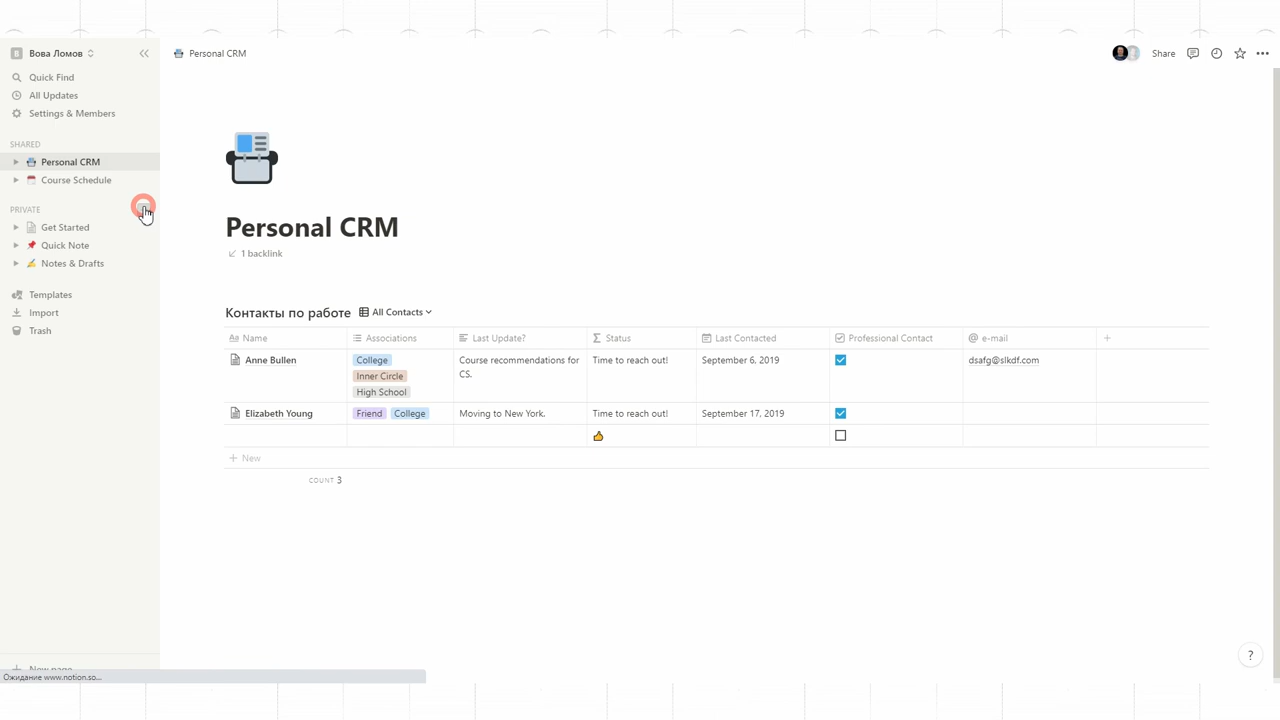 B Вова Ломов
Personal CRM
Share
Quick Find
All Updates
Settings & Members
SHARED
Personal CRM
Course Schedule
PRIVATE
Get Started
Quick Note
Notes & Drafts
Templates
Import
Trash
New page
Ожидание www.notion.so...
Personal CRM
1 backlink
Контакты по работе All Contacts
Aa Name Associations Last Update? Status Last Contacted Professional Contact @ e-mail +
Anne Bullen College Course recommendations for Time to reach out! September 6, 2019 dsafg@slkdf.com
Inner Circle CS.
High School
Elizabeth Young Friend College Moving to New York. Time to reach out! September 17, 2019
+ New
COUNT 3
?